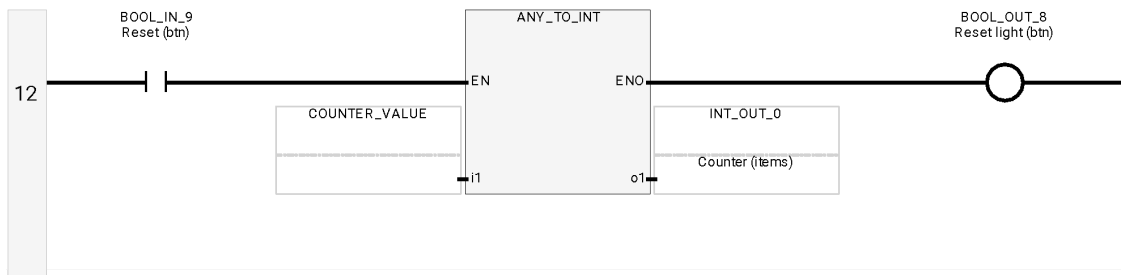 BOOL_IN_9
Reset (btn)
ANY_TO_INT
BOOL_OUT_8
Reset light (btn)
12
EN
ENO
COUNTER_VALUE
INT_OUT_0
Counter (items)
i1
o1